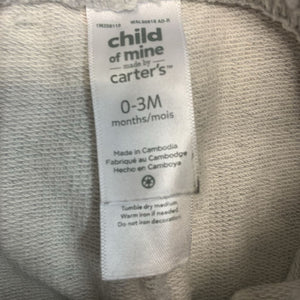 child
of mine
made by
carter's™
0-3M
months/mois
Made in Cambodia
Fabriqué au Cambodge
Hecho en Camboya
Tumble dry medium.
Warm iron if needed.
Do not iron decoration.